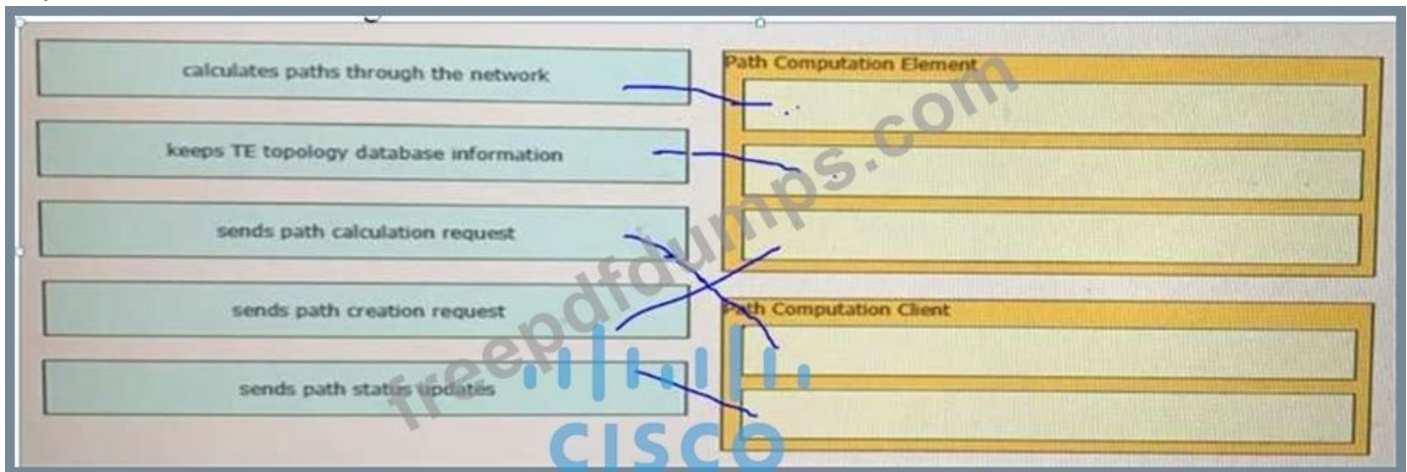 calculates paths through the network
keeps TE topology database information
sends path calculation request
sends path creation request
sends path status updates
Path Computation Element
Path Computation Client
freepdfdumps.com
CISCO